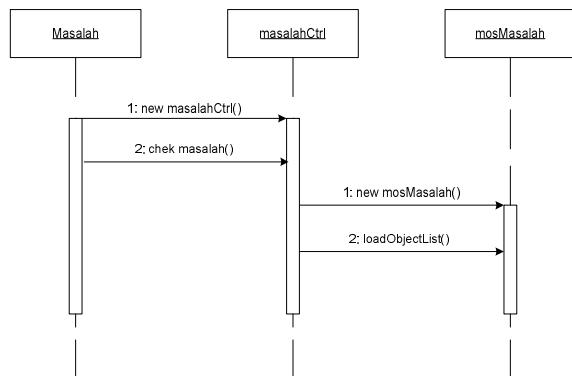 Masalah
masalahCtrl
mosMasalah
1: new masalahCtrl()
2: chek masalah()
1: new mosMasalah()
2: loadObjectList()